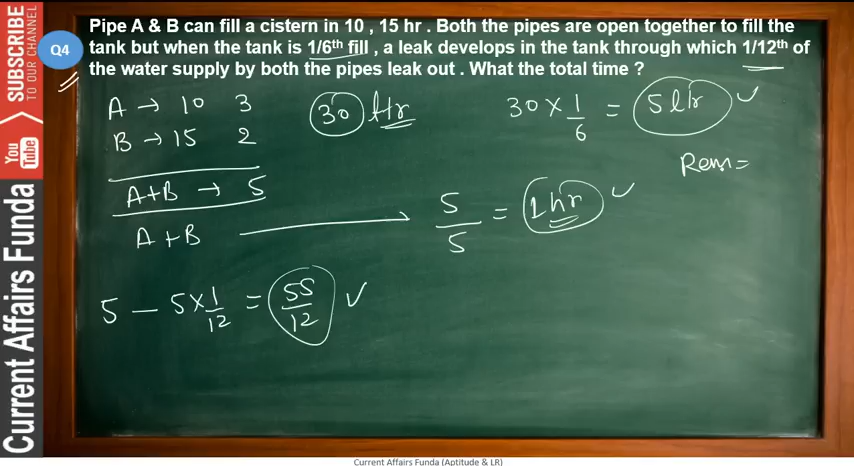 SUBSCRIBE
TO OUR CHANNEL
You Tube
Current Affairs Funda
Q4
Pipe A & B can fill a cistern in 10 , 15 hr . Both the pipes are open together to fill the
tank but when the tank is 1/6th fill , a leak develops in the tank through which 1/12th of
the water supply by both the pipes leak out . What the total time ?
A → 10 3
B → 15 2
30 Hr
30 × 1/6 = 5 ltr
Rem =
A+B → 5
A+B
5/5 = 1 hr
5 — 5 × 1/12 = 55/12
Current Affairs Funda (Aptitude & LR)